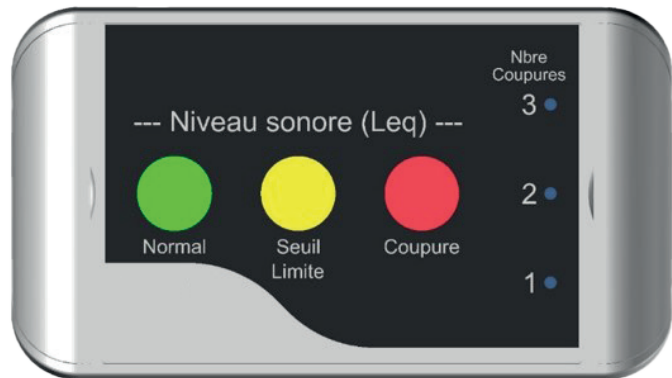 Nbre
Coupures
3
--- Niveau sonore (Leq) ---
2
Normal
Seuil
Limite
Coupure
1